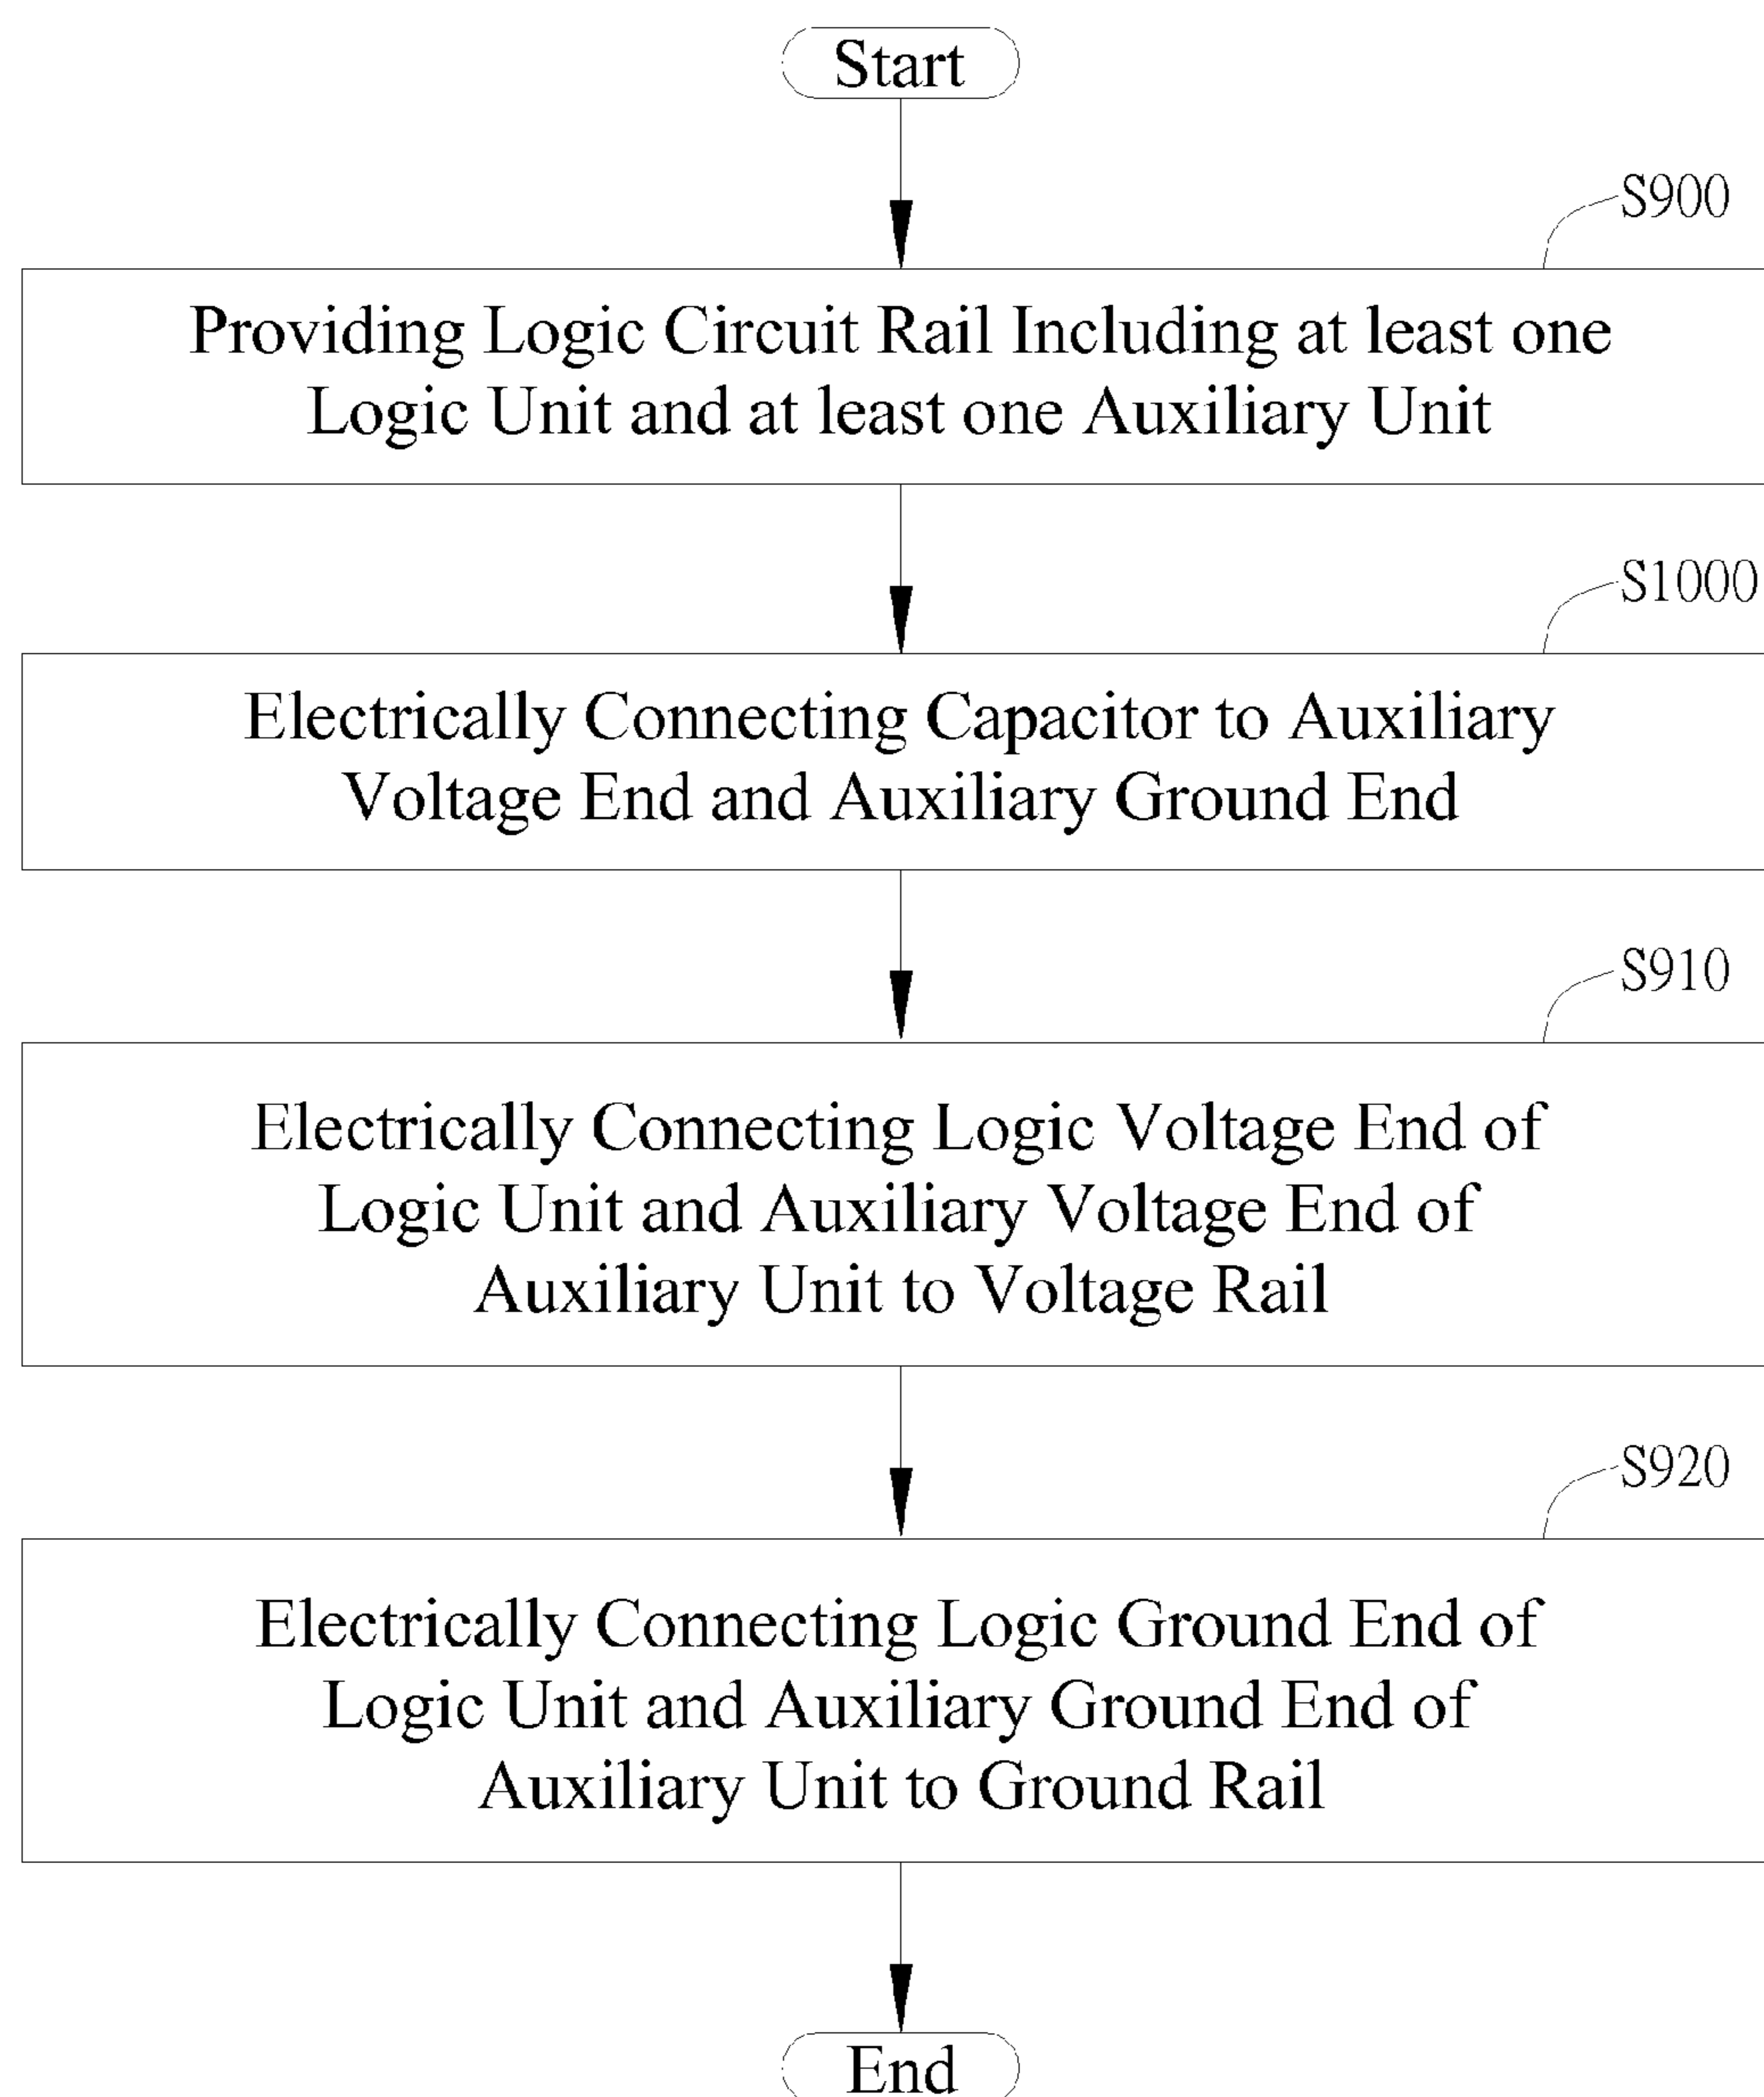 Start
S900
Providing Logic Circuit Rail Including at least one
Logic Unit and at least one Auxiliary Unit
S1000
Electrically Connecting Capacitor to Auxiliary
Voltage End and Auxiliary Ground End
S910
Electrically Connecting Logic Voltage End of
Logic Unit and Auxiliary Voltage End of
Auxiliary Unit to Voltage Rail
S920
Electrically Connecting Logic Ground End of
Logic Unit and Auxiliary Ground End of
Auxiliary Unit to Ground Rail
End